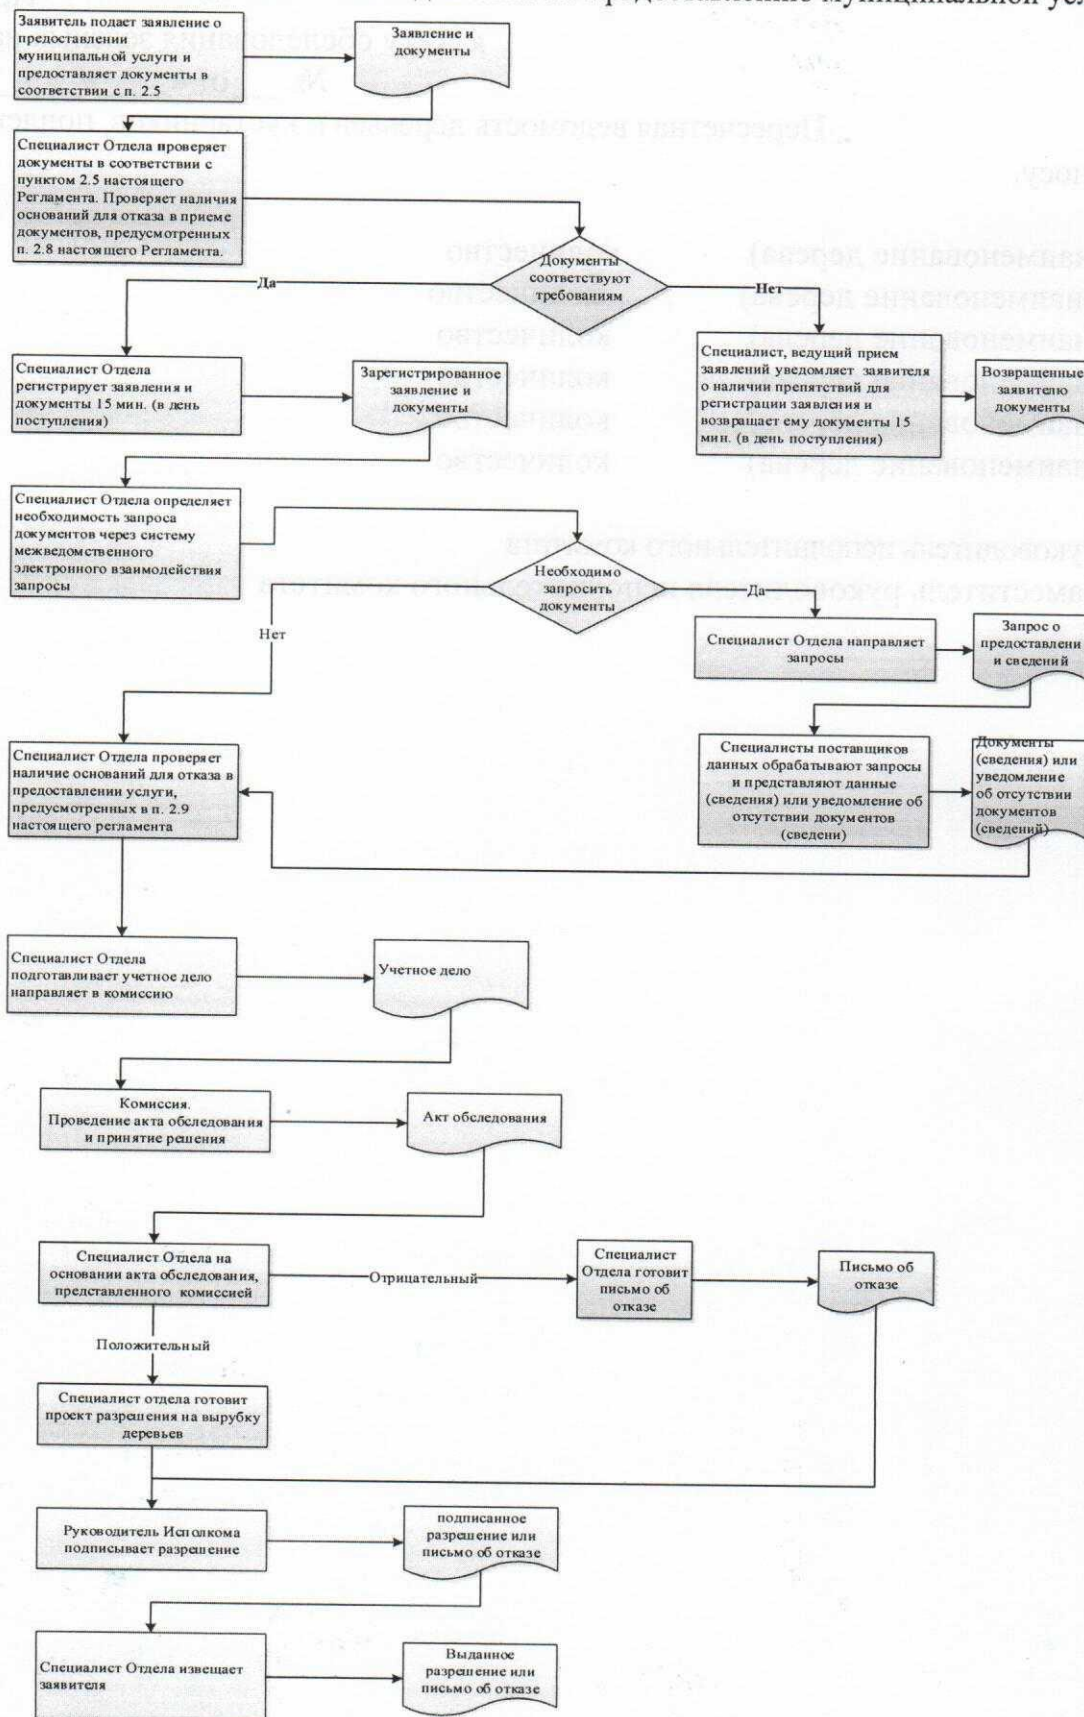 Заявитель подает заявление о
предоставлении
муниципальной услуги и
предоставляет документы в
соответствии с п. 2.5
Заявление и
документы
Специалист Отдела проверяет
документы в соответствии с
пунктом 2.5 настоящего
Регламента. Проверяет наличия
оснований для отказа в приеме
документов, предусмотренных
п. 2.8 настоящего Регламента.
Документы
соответствуют
требованиям
Да
Нет
Специалист Отдела
регистрирует заявления и
документы 15 мин. (в день
поступления)
Зарегистрированное
заявление и
документы
Специалист, ведущий прием
заявлений уведомляет заявителя
о наличии препятствий для
регистрации заявления и
возвращает ему документы 15
мин. (в день поступления)
Возвращенные
заявителю
документы
Специалист Отдела определяет
необходимость запроса
документов через систему
межведомственного
электронного взаимодействия
запросы
Необходимо
запросить
документы
Да
Нет
Специалист Отдела направляет
запросы
Запрос о
предоставлени
и сведений
Специалист Отдела проверяет
наличие оснований для отказа в
предоставлении услуги,
предусмотренных в п. 2.9
настоящего регламента
Специалисты поставщиков
данных обрабатывают запросы
и представляют данные
(сведения) или уведомление об
отсутствии документов
(сведени)
Документы
(сведения) или
уведомление
об отсутствии
документов
(сведений)
Специалист Отдела
подготавливает учетное дело
направляет в комиссию
Учетное дело
Комиссия.
Проведение акта обследования
и принятие решения
Акт обследования
Специалист Отдела на
основании акта обследования,
представленного комиссией
Отрицательный
Специалист
Отдела готовит
письмо об
отказе
Письмо об
отказе
Положительный
Специалист отдела готовит
проект разрешения на вырубку
деревьев
Руководитель Исполкома
подписывает разрешение
подписанное
разрешение или
письмо об отказе
Специалист Отдела извещает
заявителя
Выданное
разрешение или
письмо об отказе